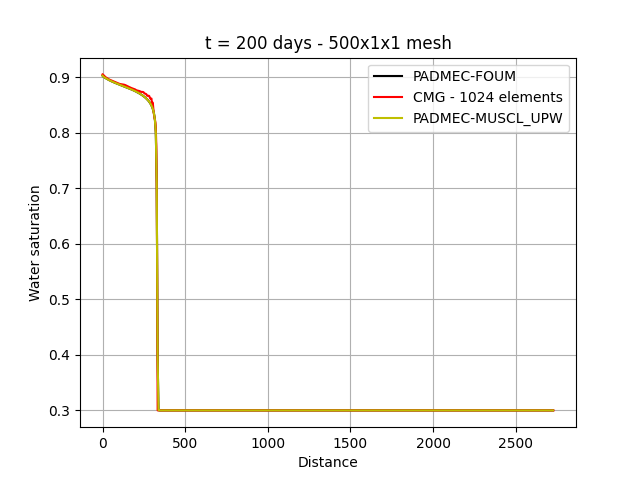 t = 200 days - 500x1x1 mesh
PADMEC-FOUM
CMG - 1024 elements
PADMEC-MUSCL_UPW
Water saturation
0.9
0.8
0.7
0.6
0.5
0.4
0.3
0 500 1000 1500 2000 2500
Distance